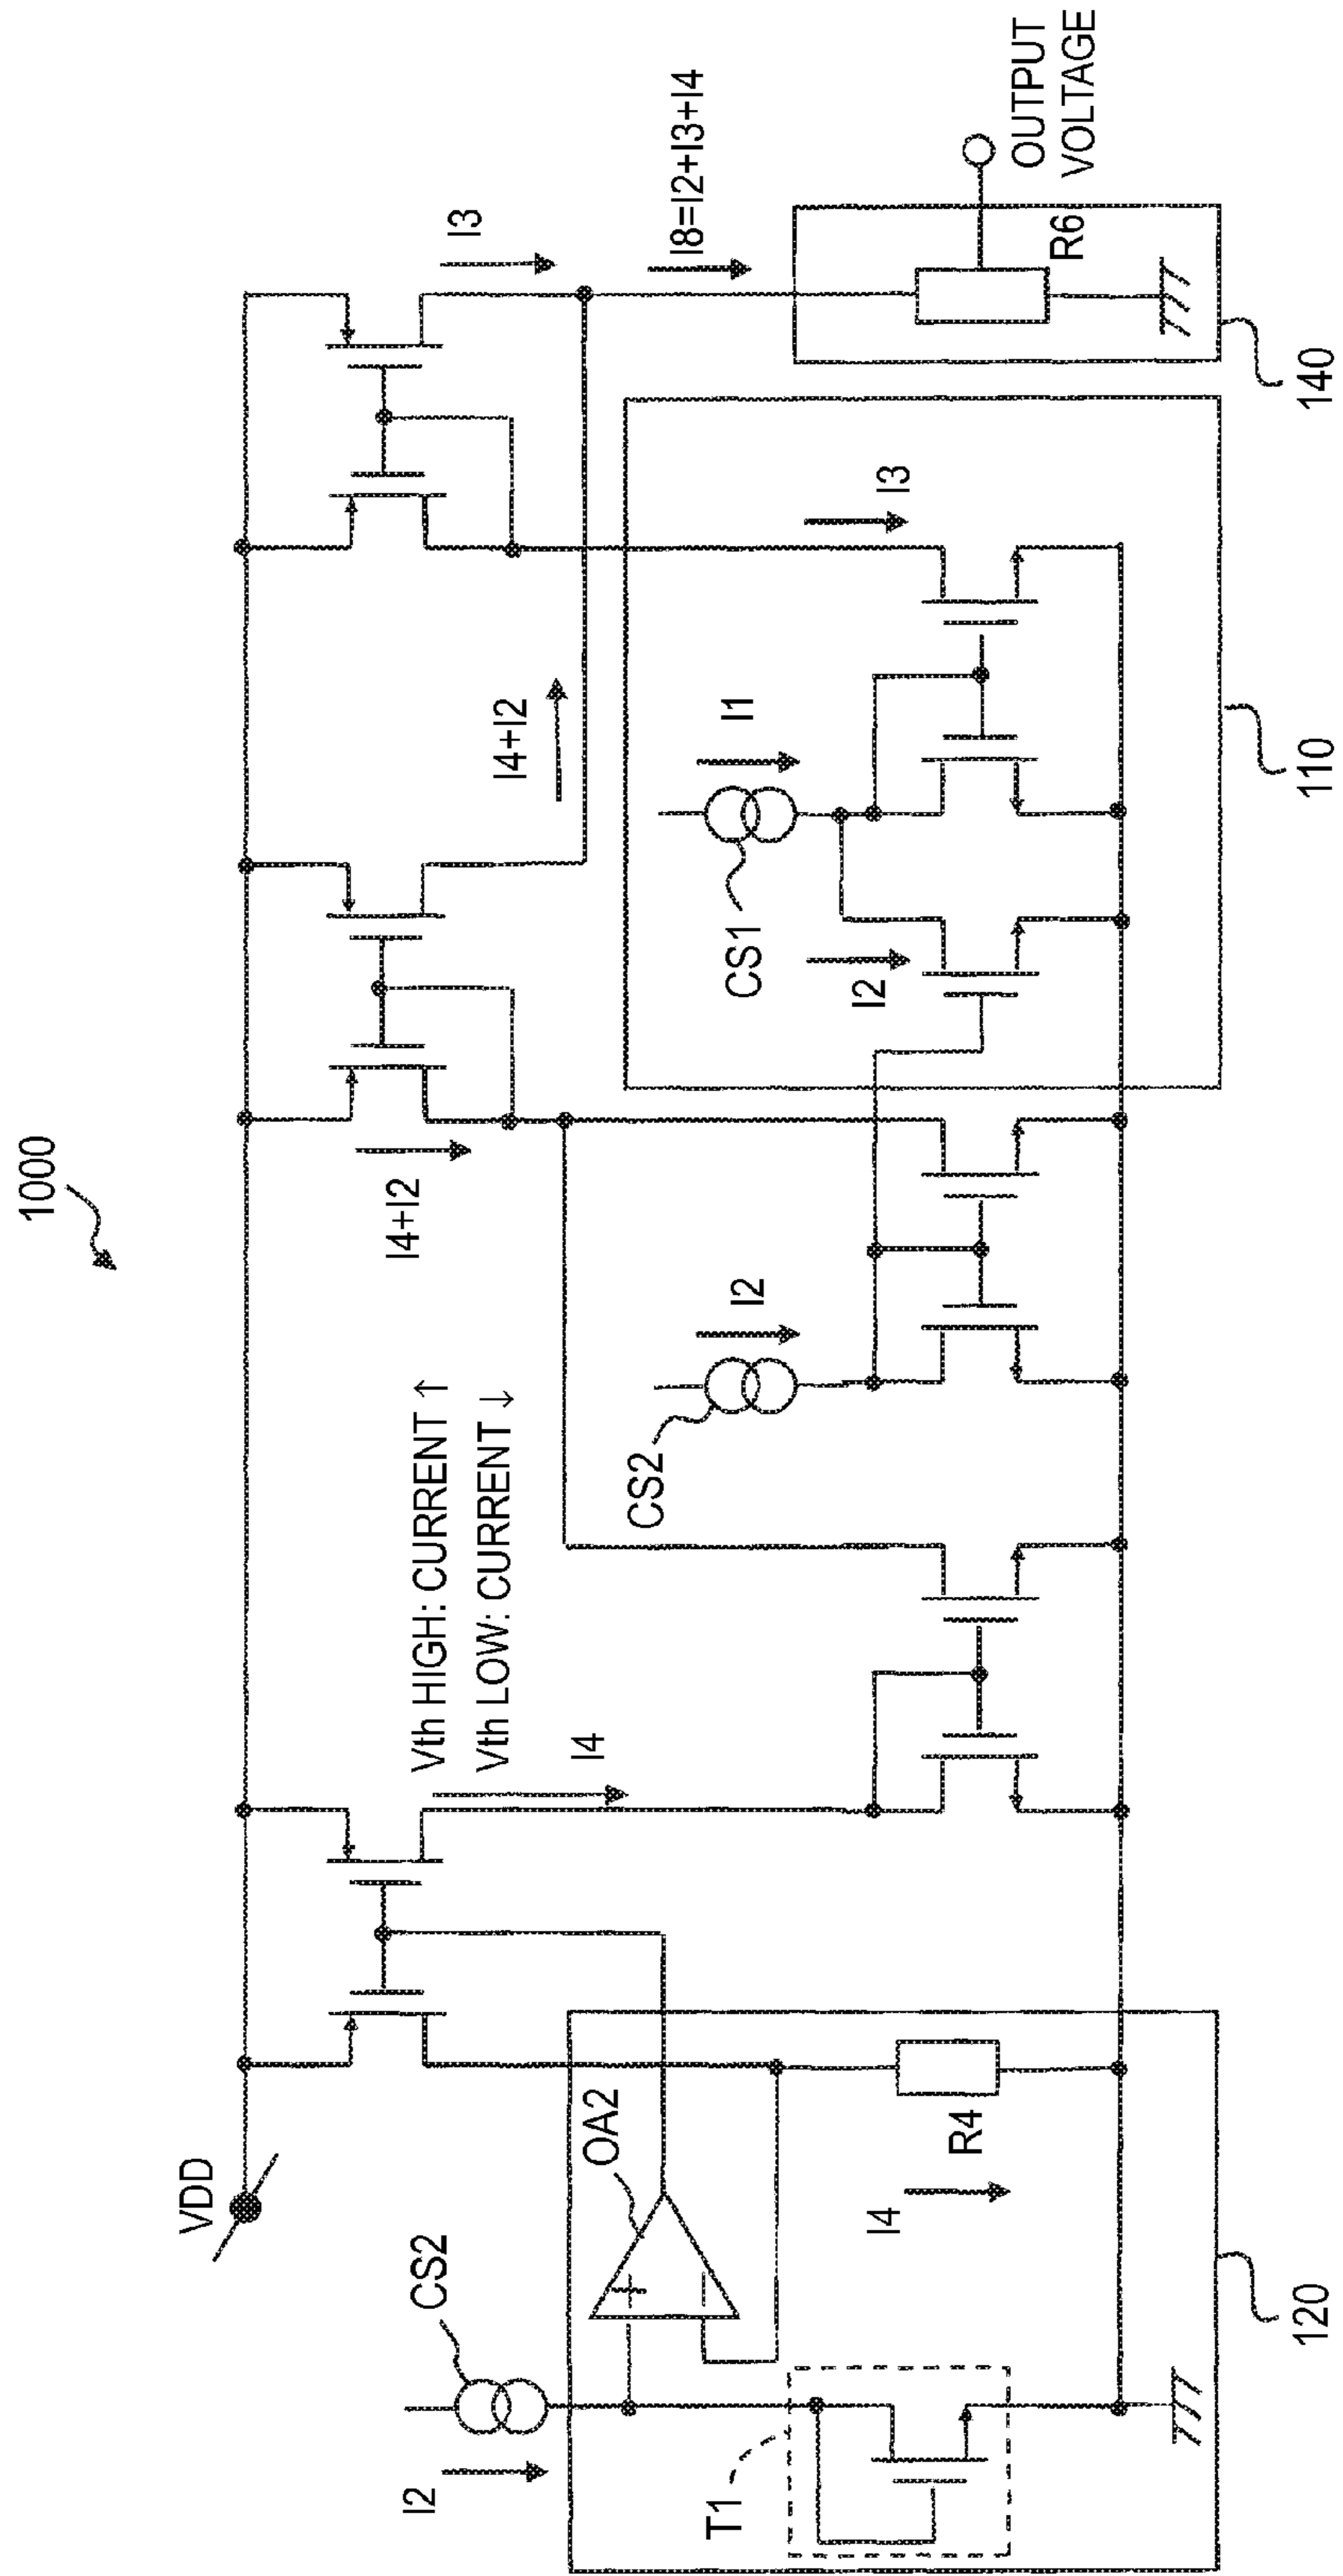 1000
VDD
CS2
I2
T1
OA2
R4
I4
120
Vth HIGH: CURRENT ↑
Vth LOW: CURRENT ↓
I4
CS2
I2
I4+I2
I4+I2
I2
CS1
I1
I3
110
I3
I8=I2+I3+I4
R6
140
OUTPUT
VOLTAGE